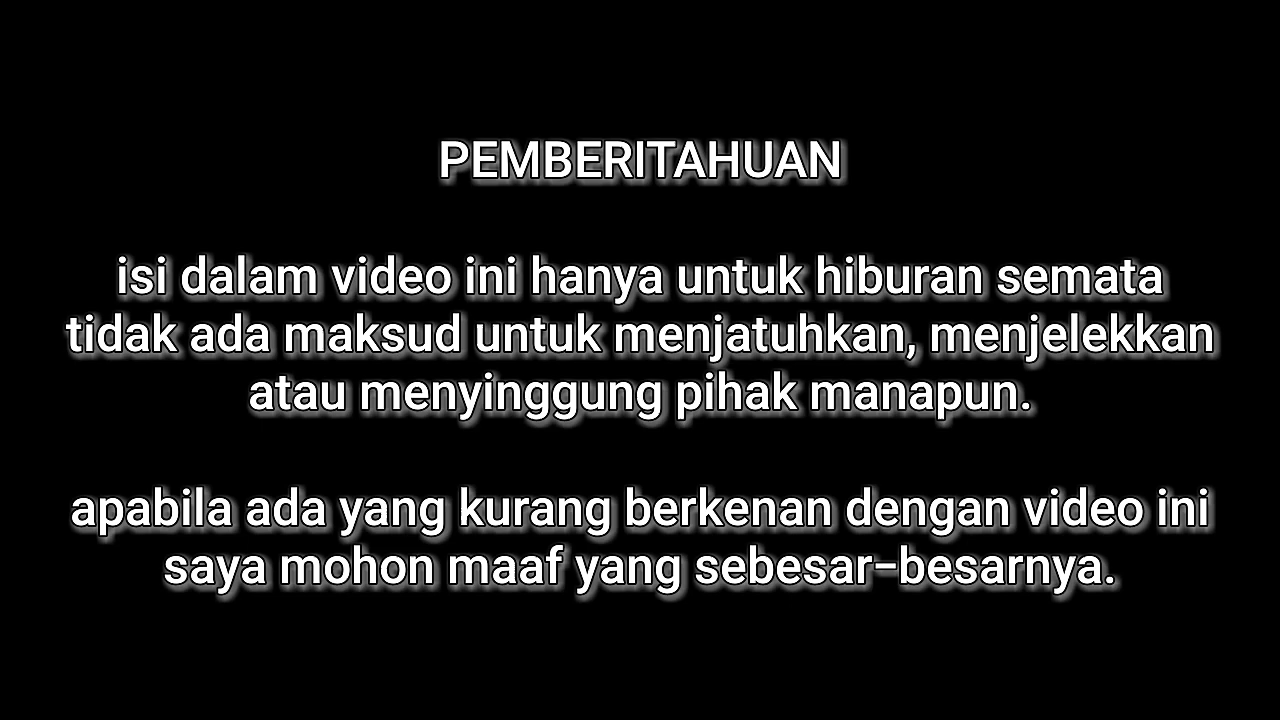 PEMBERITAHUAN
isi dalam video ini hanya untuk hiburan semata
tidak ada maksud untuk menjatuhkan, menjelekkan
atau menyinggung pihak manapun.
apabila ada yang kurang berkenan dengan video ini
saya mohon maaf yang sebesar–besarnya.